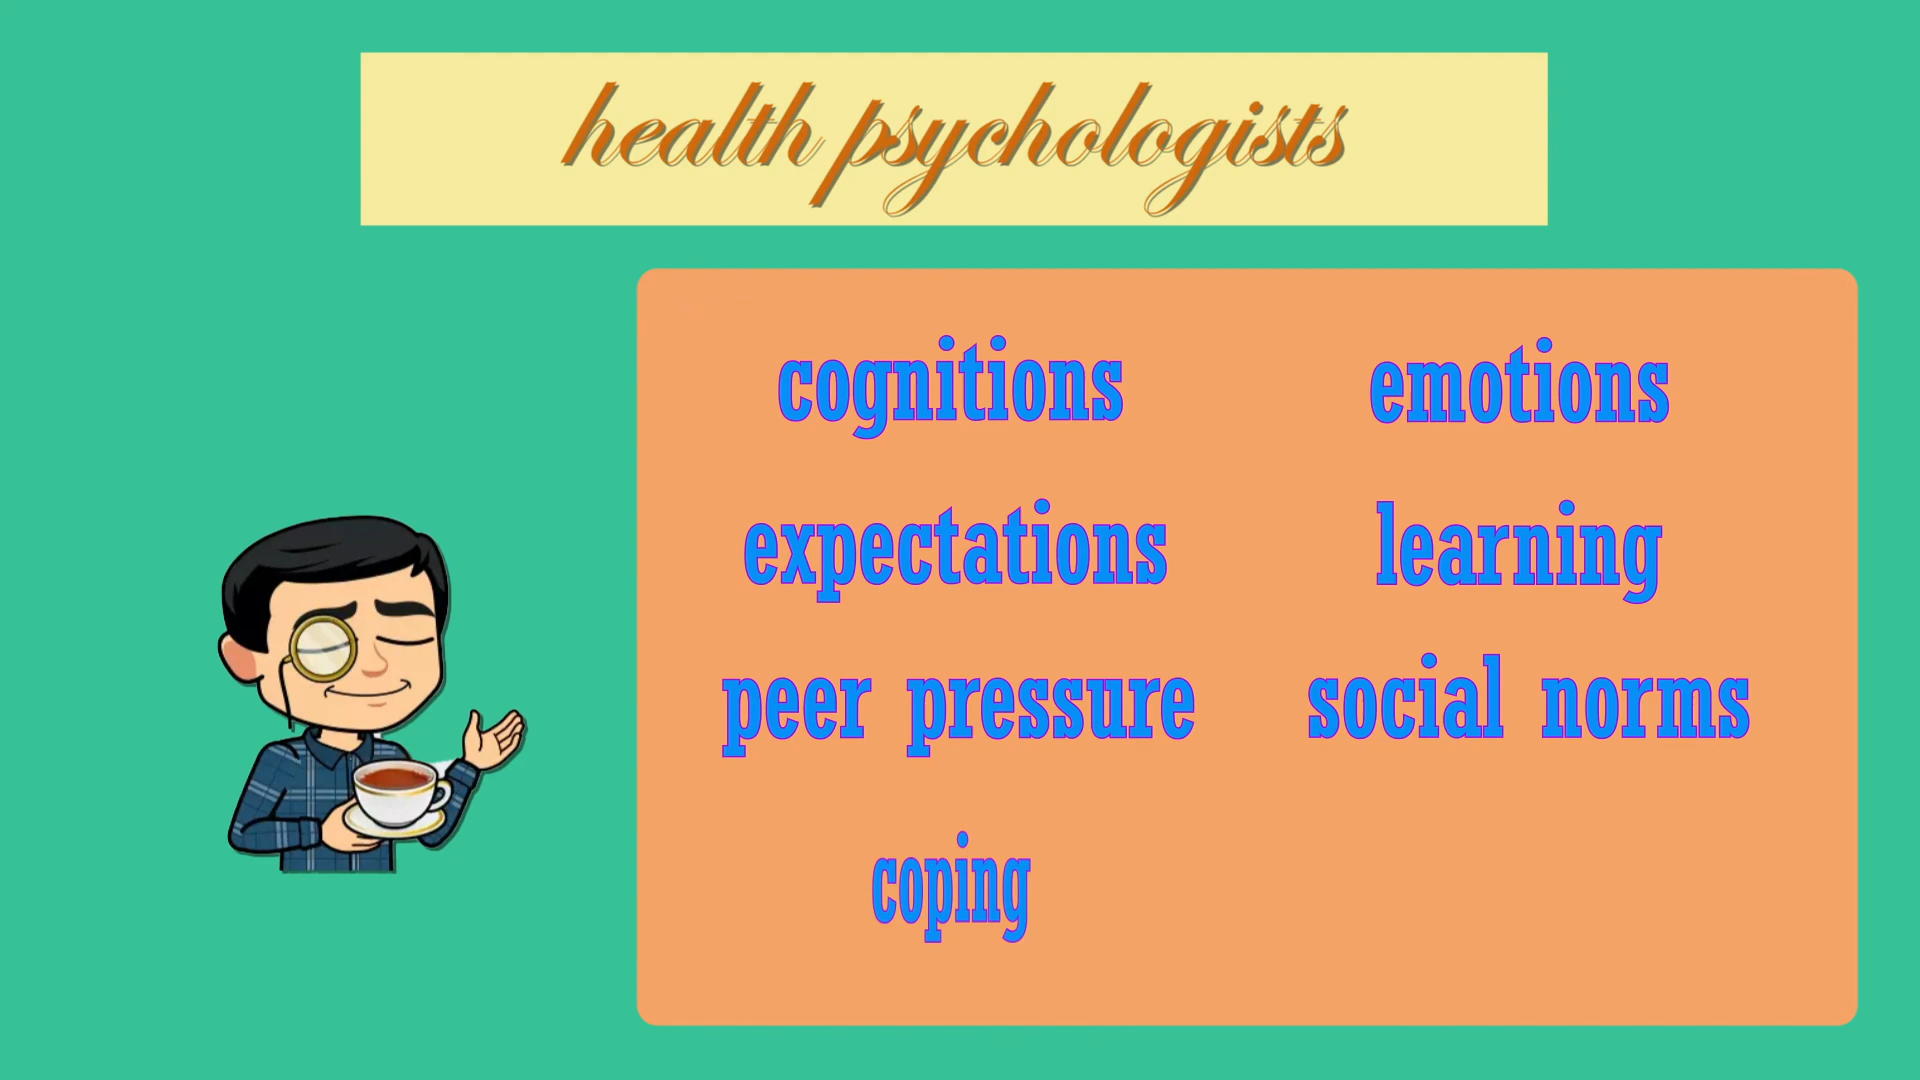 health psychologists
cognitions emotions
expectations learning
peer pressure social norms
coping